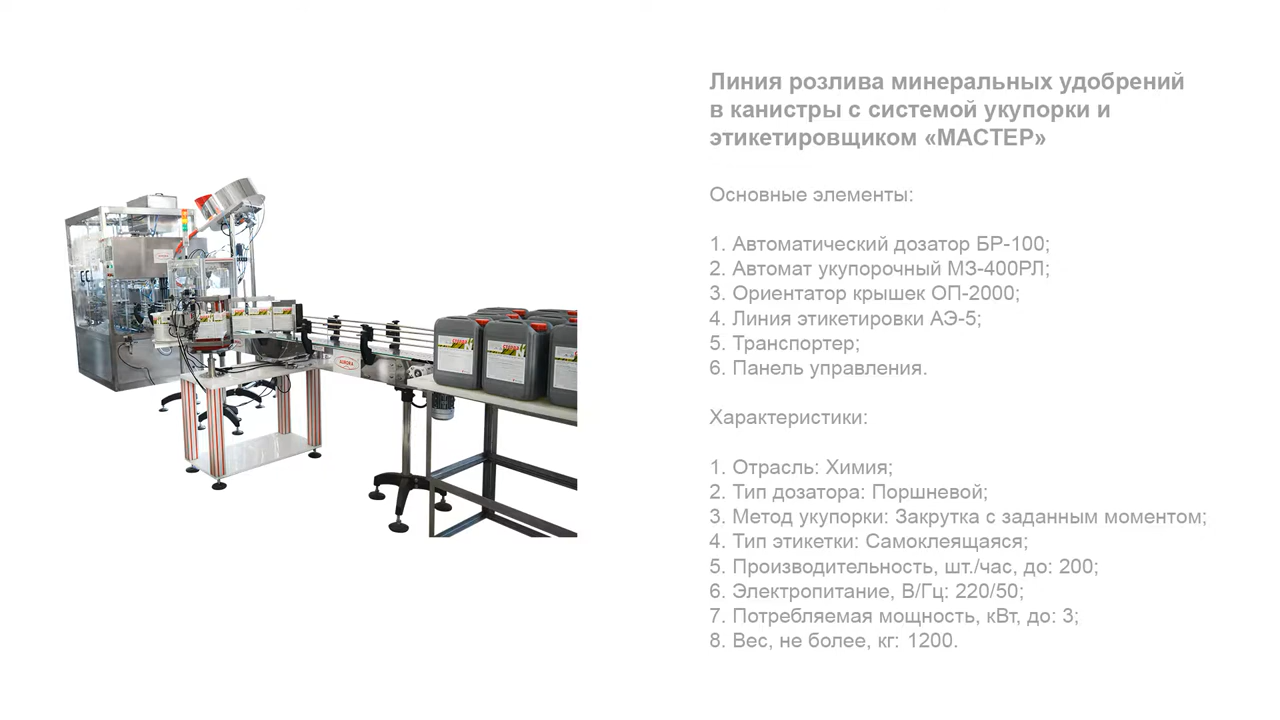 Линия розлива минеральных удобрений
в канистры с системой укупорки и
этикетировщиком «МАСТЕР»
Основные элементы:
1. Автоматический дозатор БР-100;
2. Автомат укупорочный МЗ-400РЛ;
3. Ориентатор крышек ОП-2000;
4. Линия этикетировки АЭ-5;
5. Транспортер;
6. Панель управления.
Характеристики:
1. Отрасль: Химия;
2. Тип дозатора: Поршневой;
3. Метод укупорки: Закрутка с заданным моментом;
4. Тип этикетки: Самоклеящаяся;
5. Производительность, шт./час, до: 200;
6. Электропитание, В/Гц: 220/50;
7. Потребляемая мощность, кВт, до: 3;
8. Вес, не более, кг: 1200.
AURORA